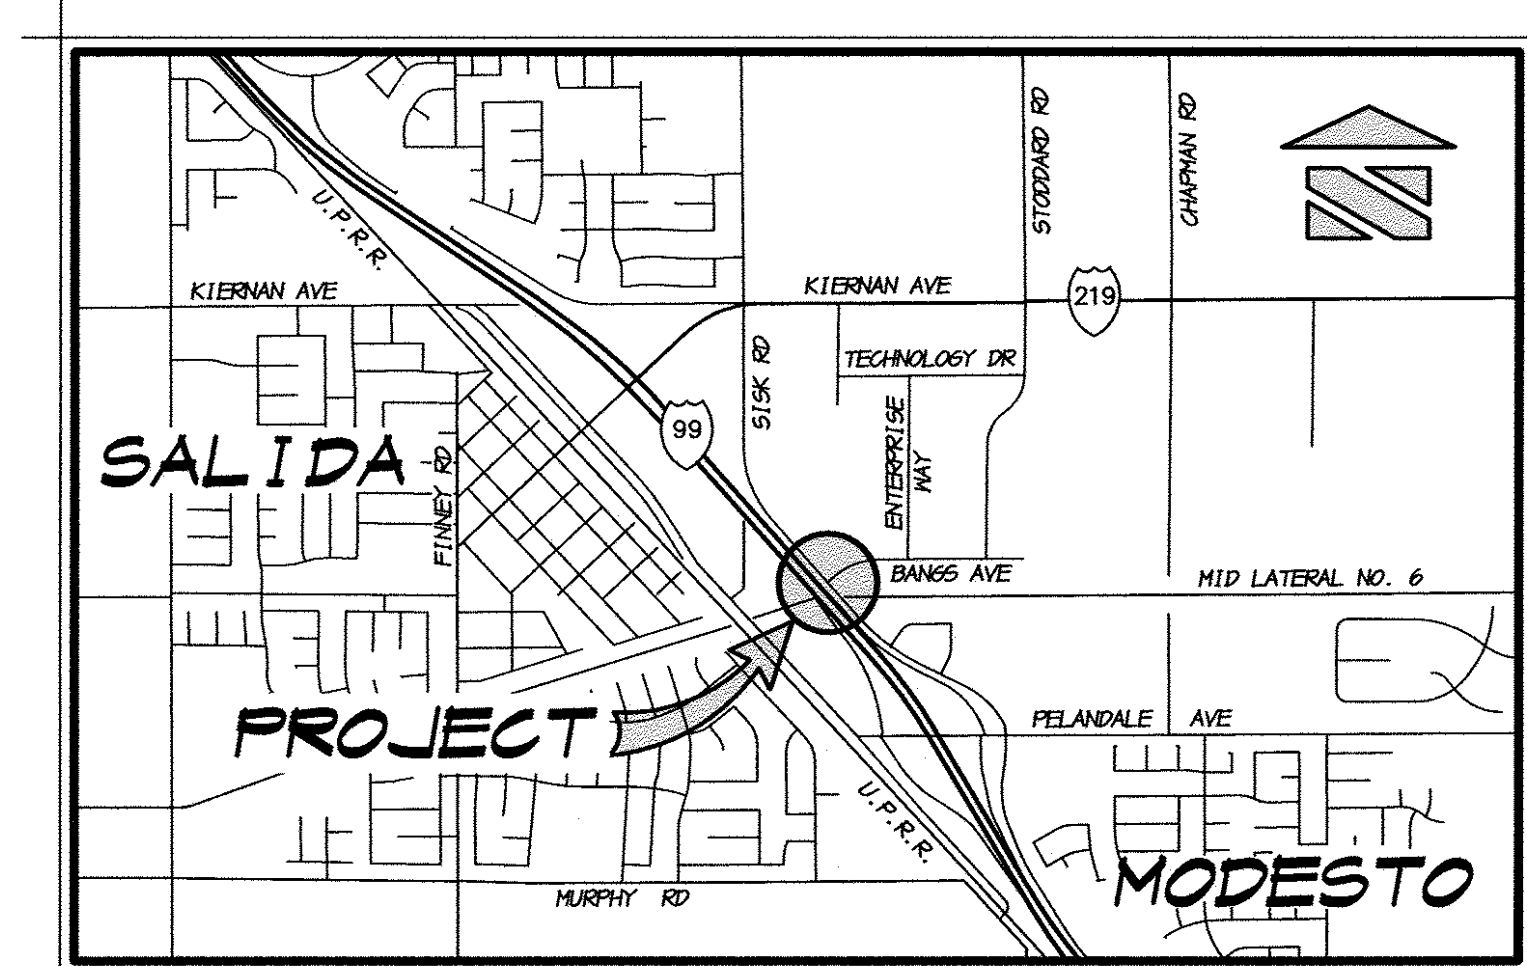 STODDARD RD
CHAPMAN RD
U.P.R.R.
KIERNAN AVE
KIERNAN AVE
219
SISK RD
TECHNOLOGY DR
ENTERPRISE
WAY
99
SALIDA
FINNEY RD
BANGS AVE
MID LATERAL NO. 6
PROJECT
PELANDALE AVE
U.P.R.R.
MODESTO
MURPHY RD